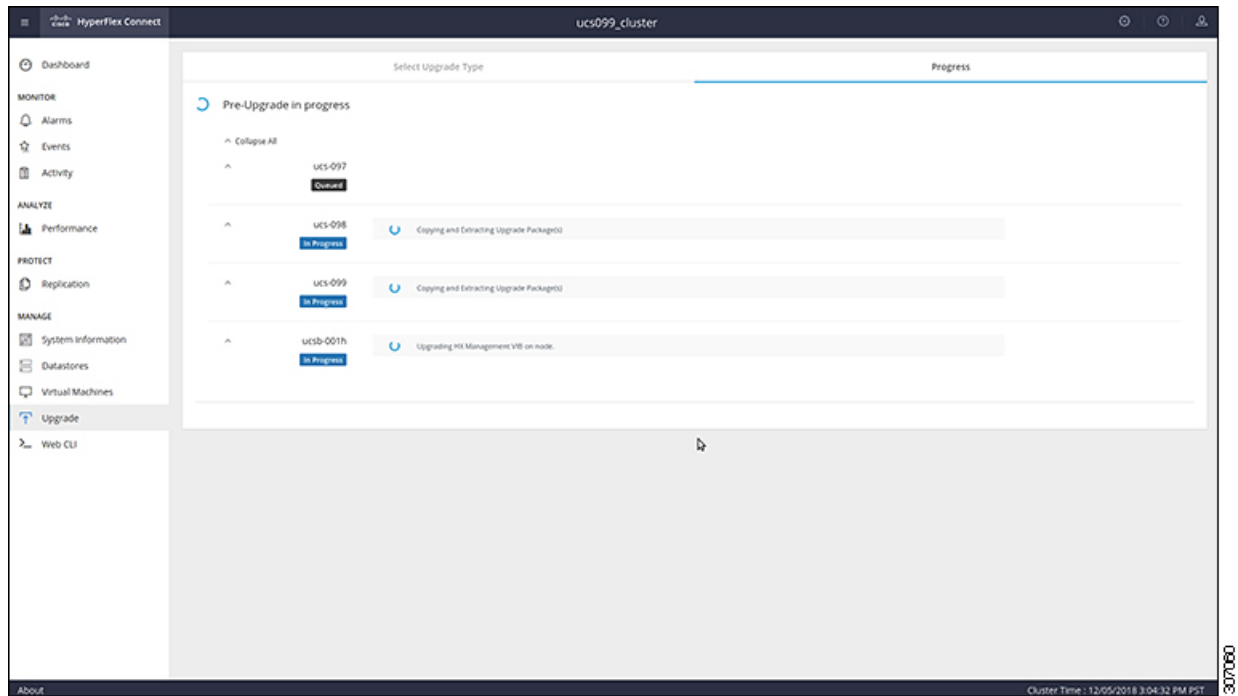 cisco HyperFlex Connect
ucs099_cluster
Dashboard
MONITOR
Alarms
Events
Activity
ANALYZE
Performance
PROTECT
Replication
MANAGE
System Information
Datastores
Virtual Machines
Upgrade
Web CLI
Select Upgrade Type
Progress
Pre-Upgrade in progress
Collapse All
ucs-097
Queued
ucs-098
In Progress
Copying and Extracting Upgrade Package(s)
ucs-099
In Progress
Copying and Extracting Upgrade Package(s)
ucsb-001h
In Progress
Upgrading HX Management VIB on node.
About
Cluster Time : 12/05/2018 3:04:32 PM PST
307060